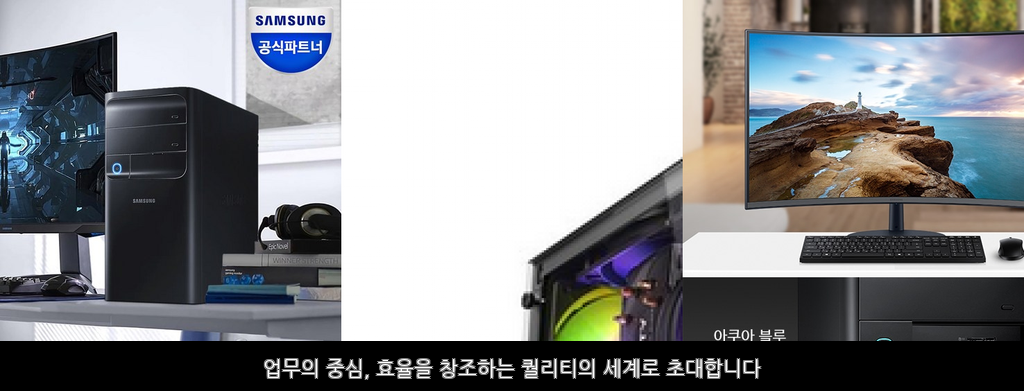 SAMSUNG
공식파트너
SAMSUNG
EpicNovel
아쿠아 블루
업무의 중심, 효율을 창조하는 퀄리티의 세계로 초대합니다